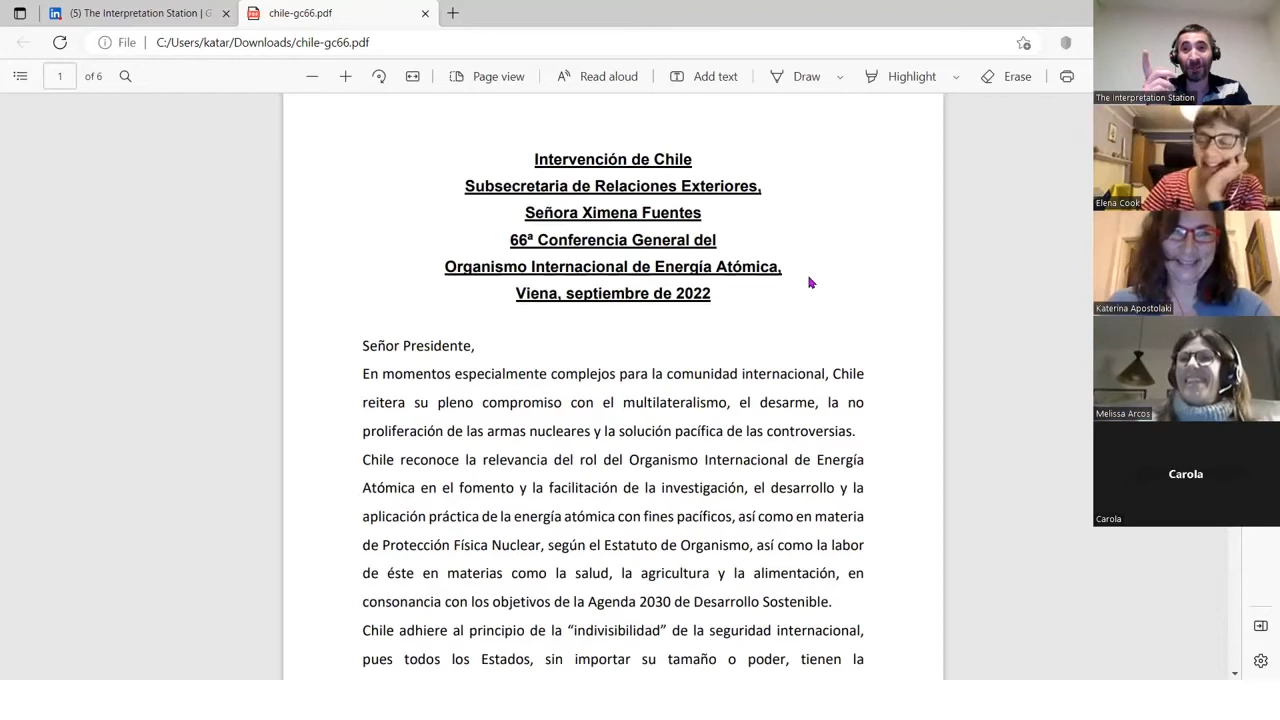 (5) The Interpretation Station | G
chile-gc66.pdf
File
C:/Users/katar/Downloads/chile-gc66.pdf
1 of 6
Page view
Read aloud
Add text
Draw
Highlight
Erase
Intervención de Chile
Subsecretaria de Relaciones Exteriores,
Señora Ximena Fuentes
66ª Conferencia General del
Organismo Internacional de Energía Atómica,
Viena, septiembre de 2022
Señor Presidente,
En momentos especialmente complejos para la comunidad internacional, Chile
reitera su pleno compromiso con el multilateralismo, el desarme, la no
proliferación de las armas nucleares y la solución pacífica de las controversias.
Chile reconoce la relevancia del rol del Organismo Internacional de Energía
Atómica en el fomento y la facilitación de la investigación, el desarrollo y la
aplicación práctica de la energía atómica con fines pacíficos, así como en materia
de Protección Física Nuclear, según el Estatuto de Organismo, así como la labor
de éste en materias como la salud, la agricultura y la alimentación, en
consonancia con los objetivos de la Agenda 2030 de Desarrollo Sostenible.
Chile adhiere al principio de la “indivisibilidad” de la seguridad internacional,
pues todos los Estados, sin importar su tamaño o poder, tienen la
The Interpretation Station
Elena Cook
Katerina Apostolaki
Melissa Arcos
Carola
Carola